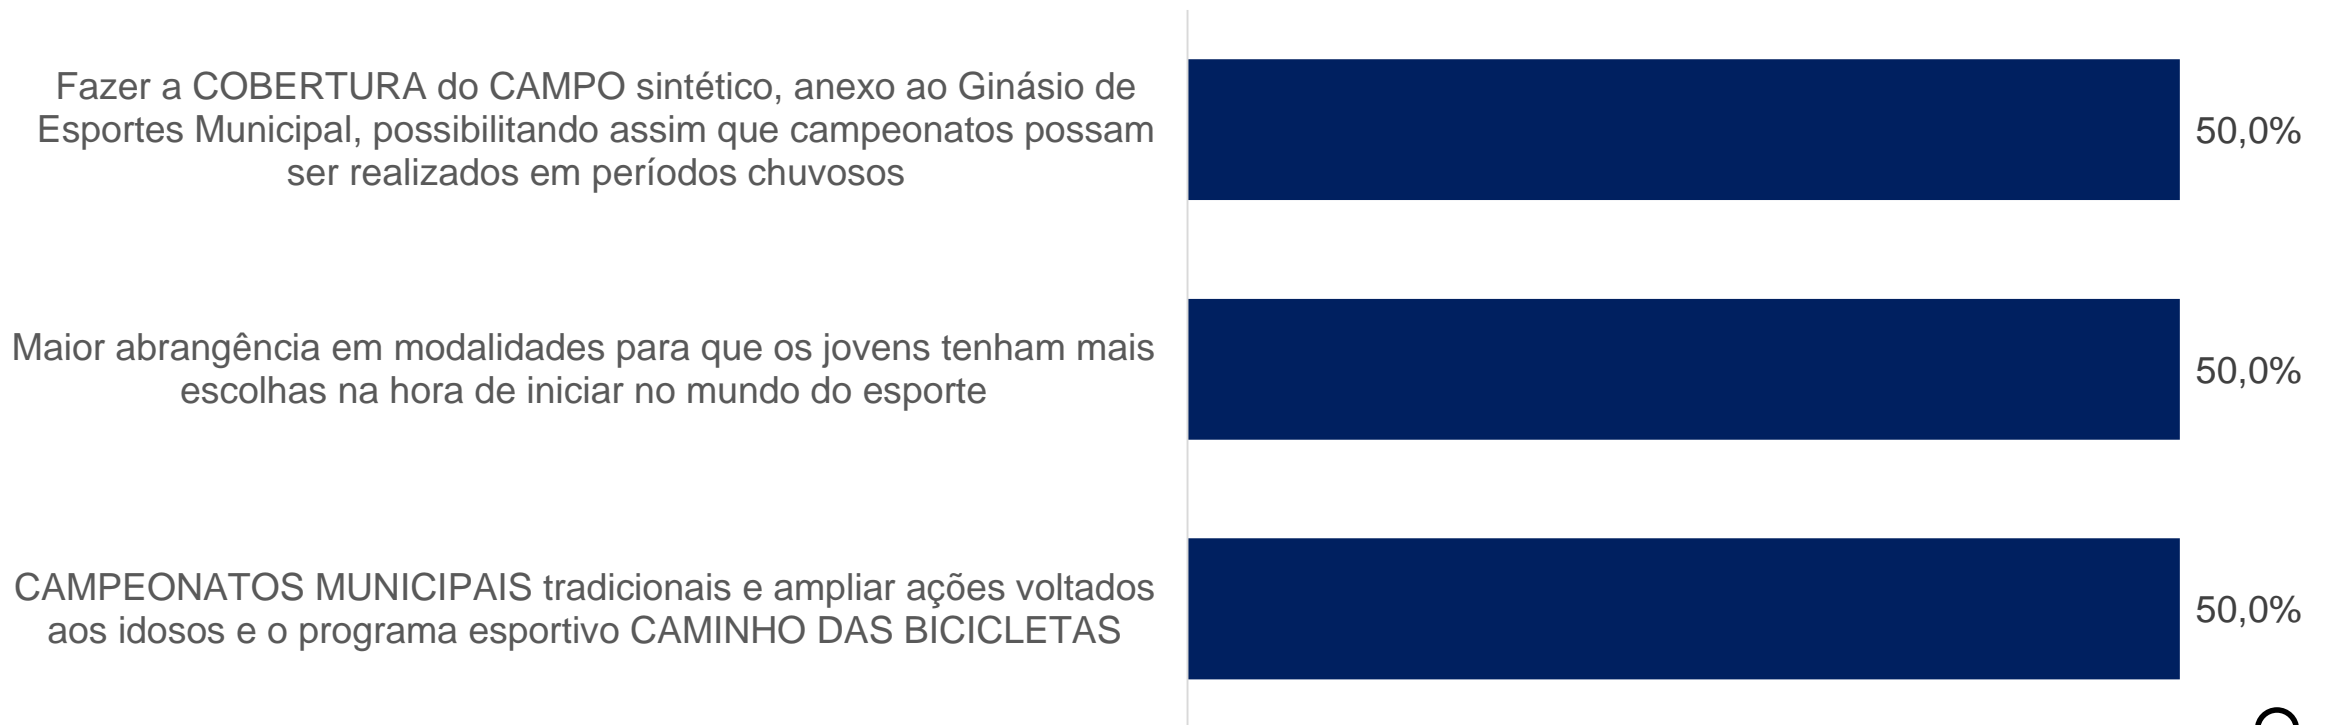 Fazer a COBERTURA do CAMPO sintético, anexo ao Ginásio de
Esportes Municipal, possibilitando assim que campeonatos possam
ser realizados em períodos chuvosos
50,0%
Maior abrangência em modalidades para que os jovens tenham mais
escolhas na hora de iniciar no mundo do esporte
50,0%
CAMPEONATOS MUNICIPAIS tradicionais e ampliar ações voltados
aos idosos e o programa esportivo CAMINHO DAS BICICLETAS
50,0%